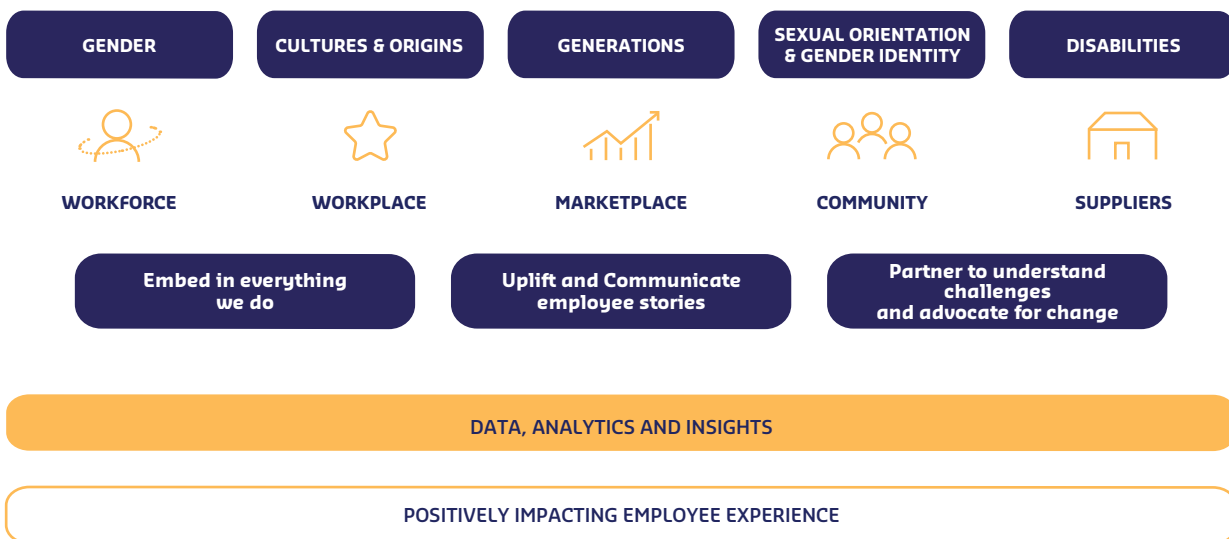 GENDER
CULTURES & ORIGINS
GENERATIONS
SEXUAL ORIENTATION
& GENDER IDENTITY
DISABILITIES
WORKFORCE
WORKPLACE
MARKETPLACE
COMMUNITY
SUPPLIERS
Embed in everything
we do
Uplift and Communicate
employee stories
Partner to understand
challenges
and advocate for change
DATA, ANALYTICS AND INSIGHTS
POSITIVELY IMPACTING EMPLOYEE EXPERIENCE